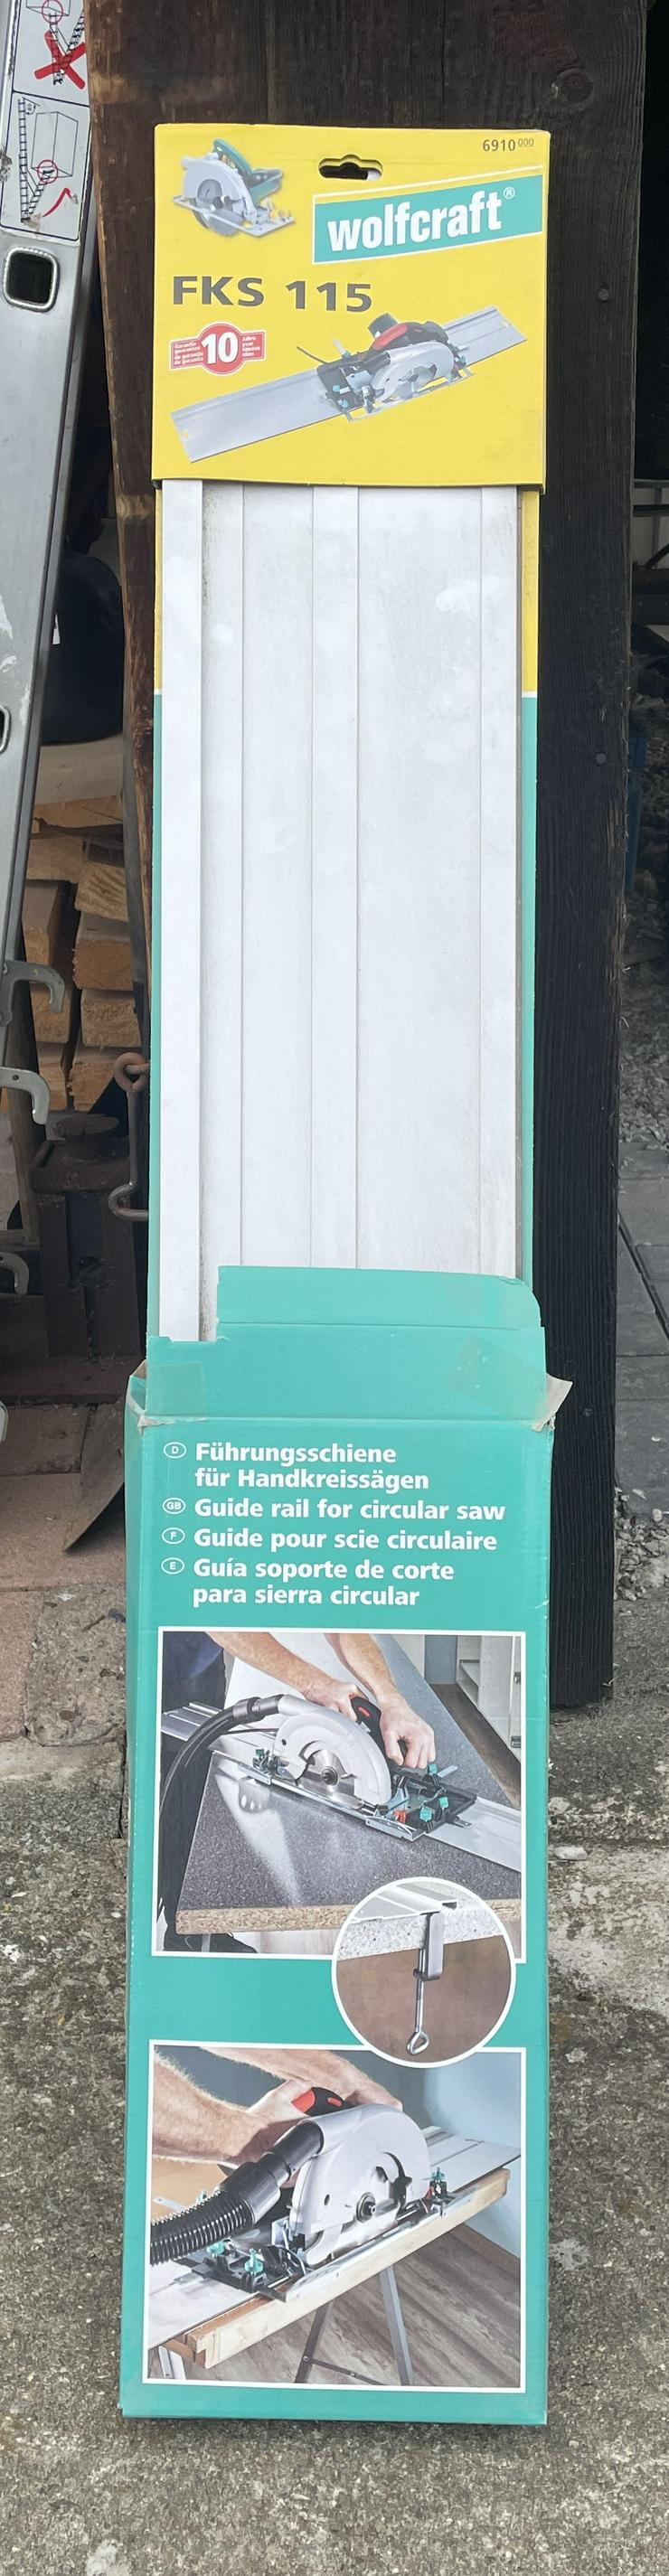 6910 000
wolfcraft®
FKS 115
10
D Führungsschiene
für Handkreissägen
GB Guide rail for circular saw
F Guide pour scie circulaire
E Guía soporte de corte
para sierra circular